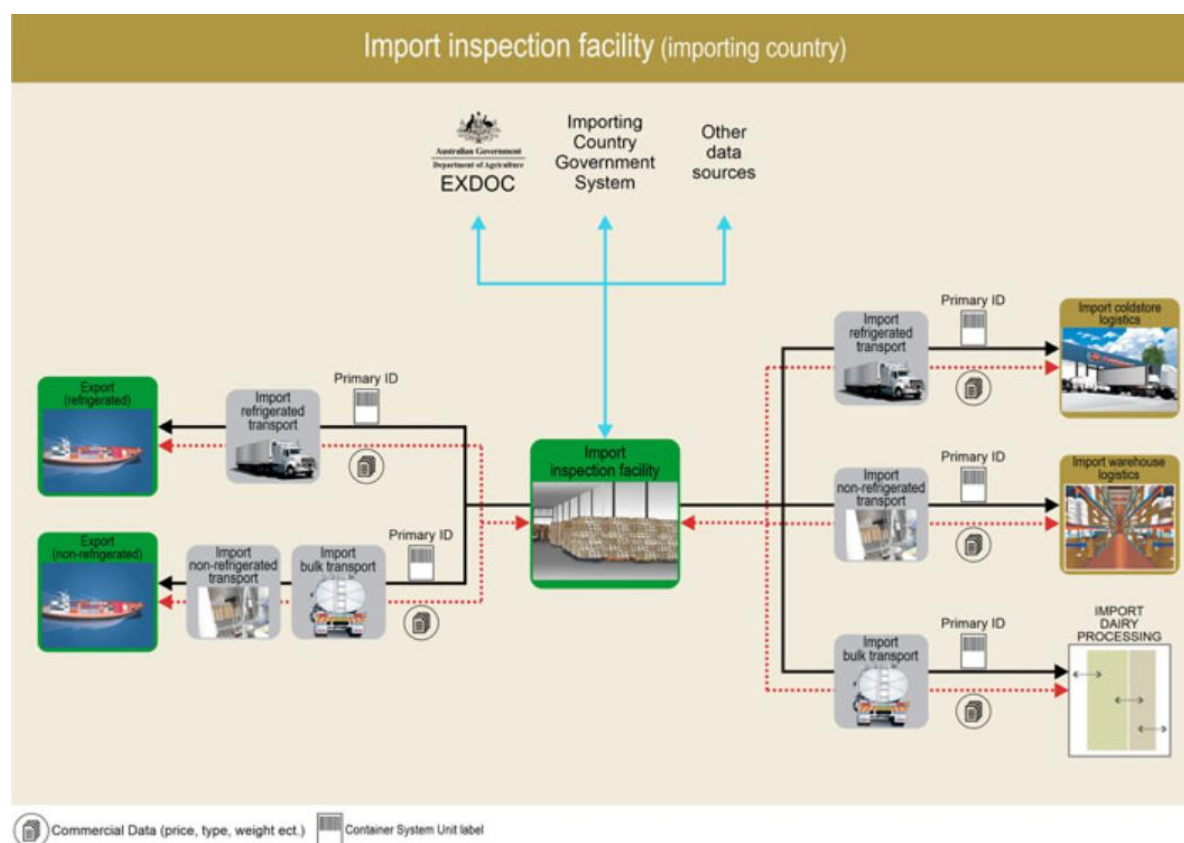 Import inspection facility (importing country)
Australian Government
Department of Agriculture
EXDOC
Importing
Country
Government
System
Other
data
sources
Export
(refrigerated)
Import
refrigerated
transport
Primary ID
Export
(non-refrigerated)
Import
non-refrigerated
transport
Import
bulk transport
Primary ID
Import
inspection facility
Import
refrigerated
transport
Primary ID
Import coldstore
logistics
Import
non-refrigerated
transport
Primary ID
Import warehouse
logistics
Import
bulk transport
Primary ID
IMPORT
DAIRY
PROCESSING
Commercial Data (price, type, weight ect.)
Container System Unit label